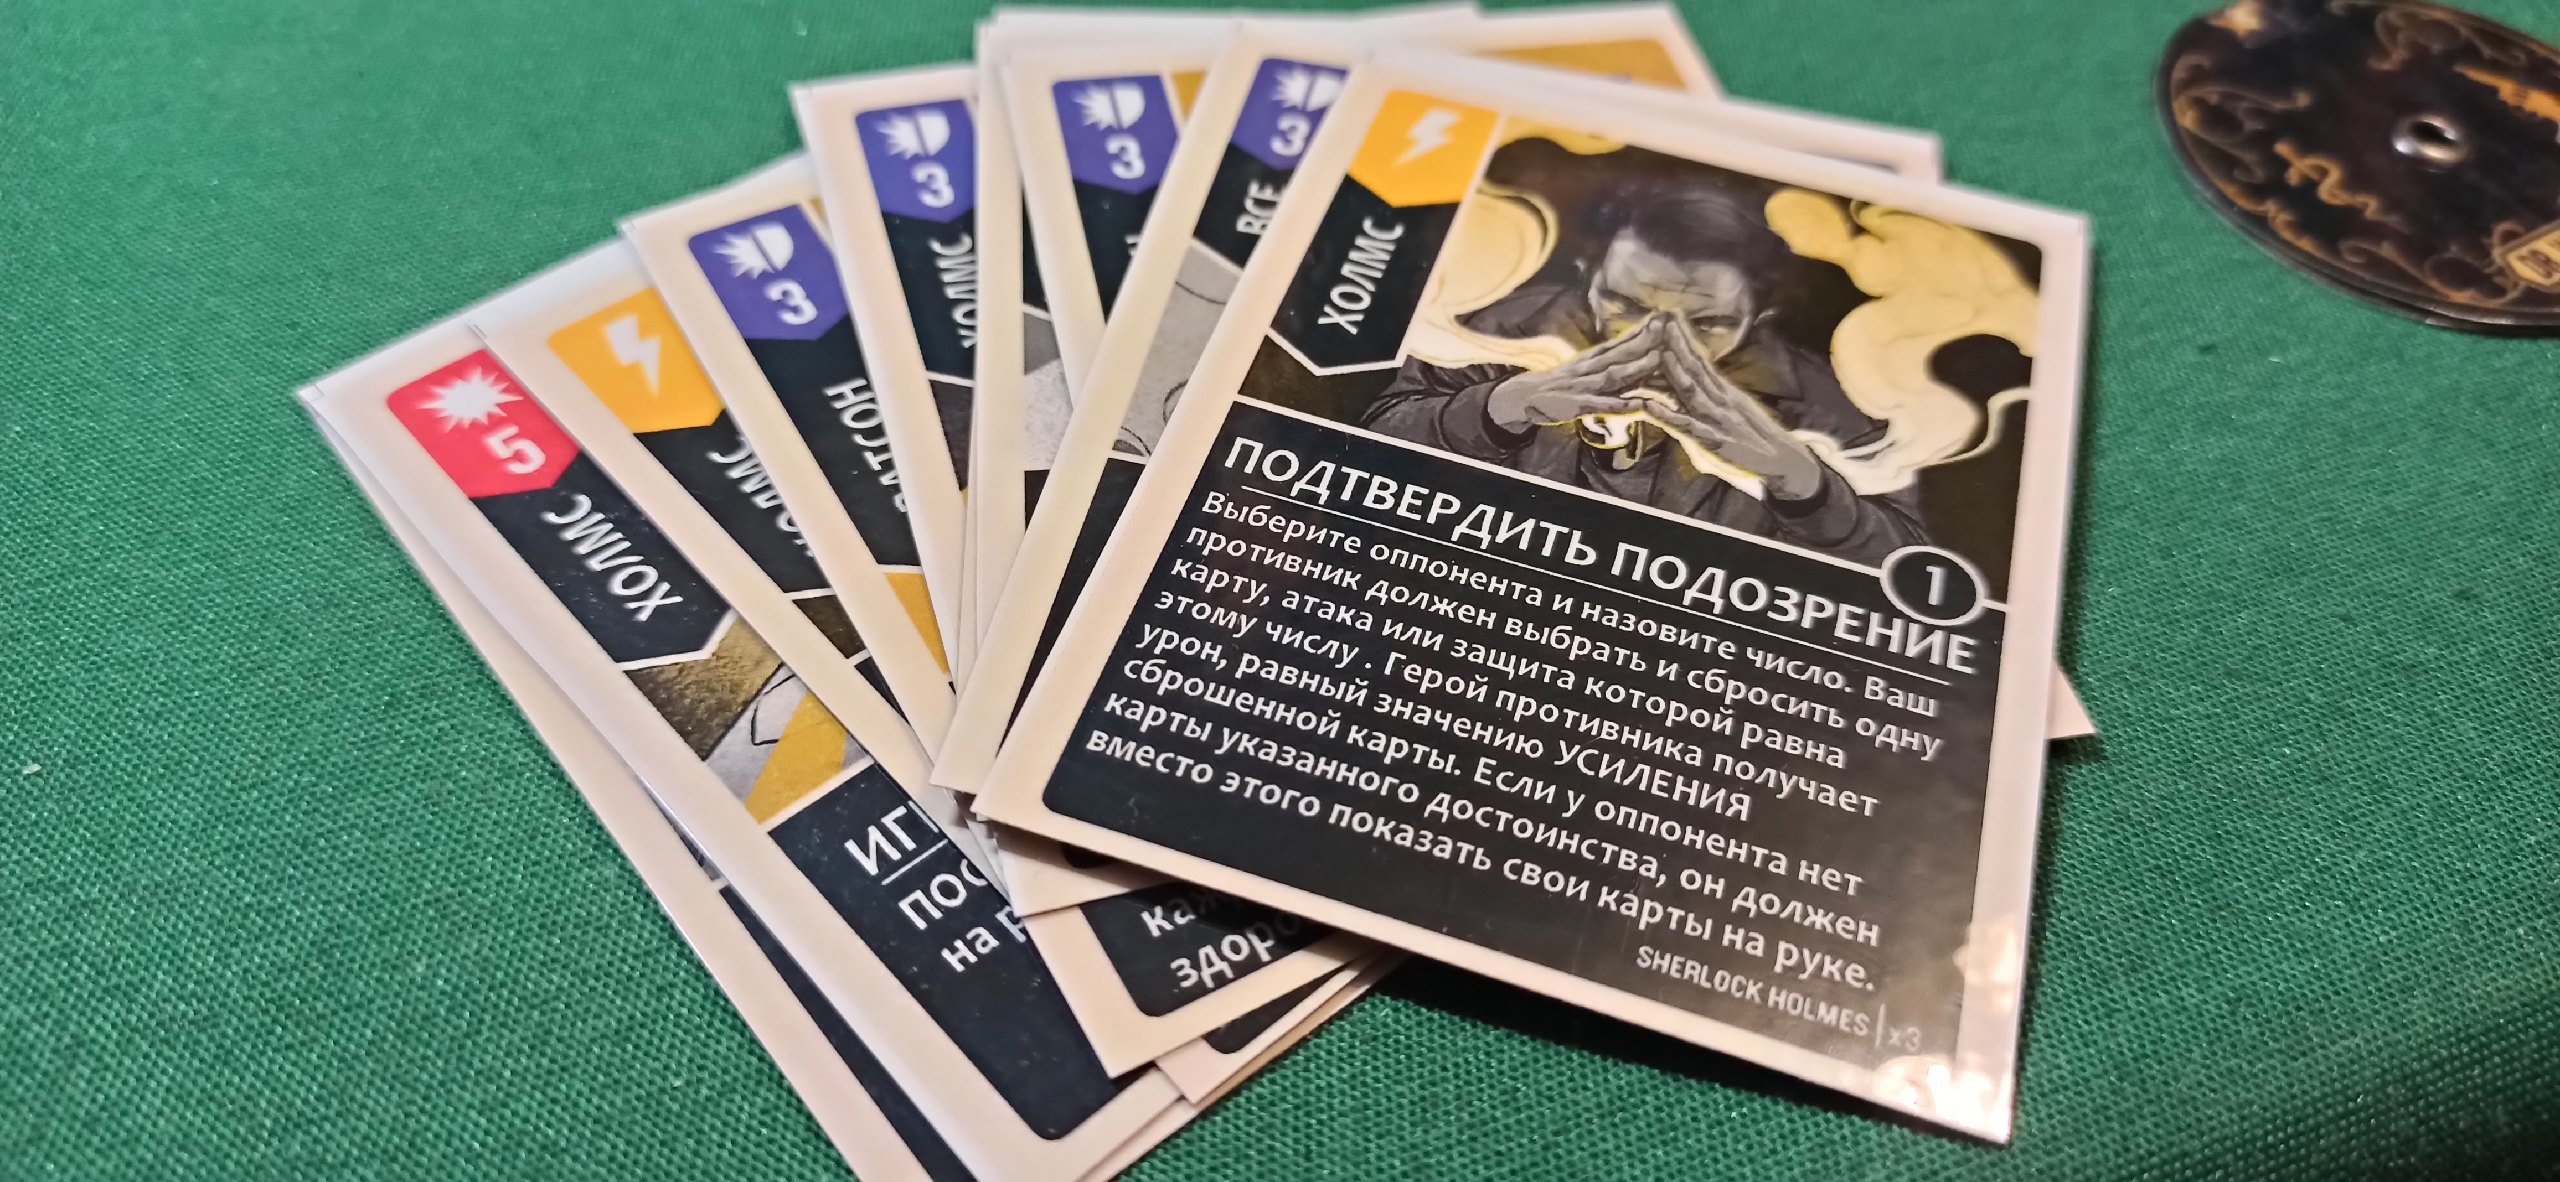 5
ХОЛМС
ХОЛМС
3
ВАТСОН
3
ХОЛМС
3
3
ВСЕ
ХОЛМС
1
ПОДТВЕРДИТЬ ПОДОЗРЕНИЕ
Выберите оппонента и назовите число. Ваш
противник должен выбрать и сбросить одну
карту, атака или защита которой равна
этому числу . Герой противника получает
урон, равный значению УСИЛЕНИЯ
сброшенной карты. Если у оппонента нет
карты указанного достоинства, он должен
вместо этого показать свои карты на руке.
SHERLOCK HOLMES | x3
на